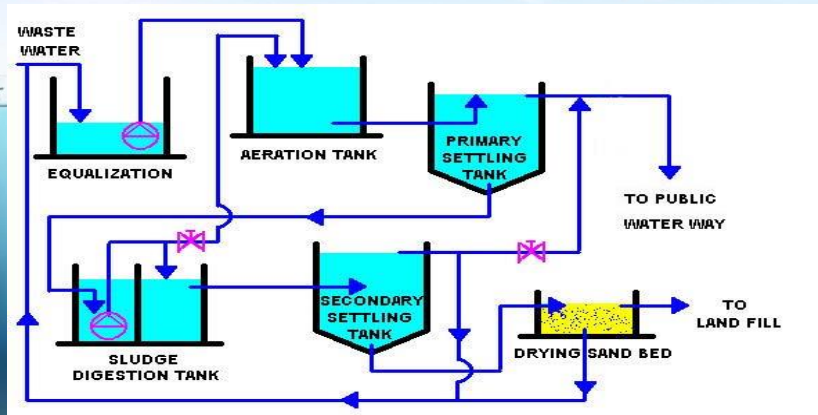 WASTE
WATER
EQUALIZATION
AERATION TANK
PRIMARY
SETTLING
TANK
TO PUBLIC
WATER WAY
SLUDGE
DIGESTION TANK
SECONDARY
SETTLING
TANK
DRYING SAND BED
TO
LAND FILL